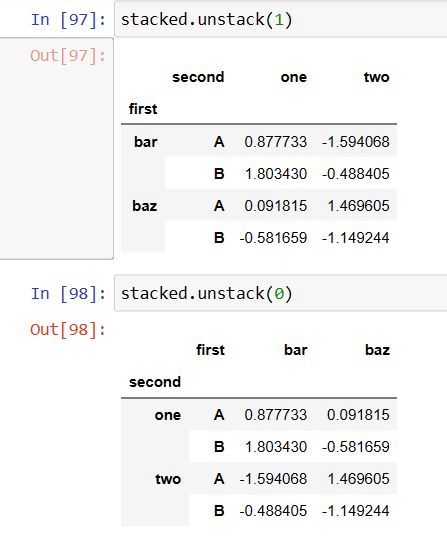 In [97]: stacked.unstack(1)
Out[97]:
second one two
first
bar A 0.877733 -1.594068
B 1.803430 -0.488405
baz A 0.091815 1.469605
B -0.581659 -1.149244
In [98]: stacked.unstack(0)
Out[98]:
first bar baz
second
one A 0.877733 0.091815
B 1.803430 -0.581659
two A -1.594068 1.469605
B -0.488405 -1.149244